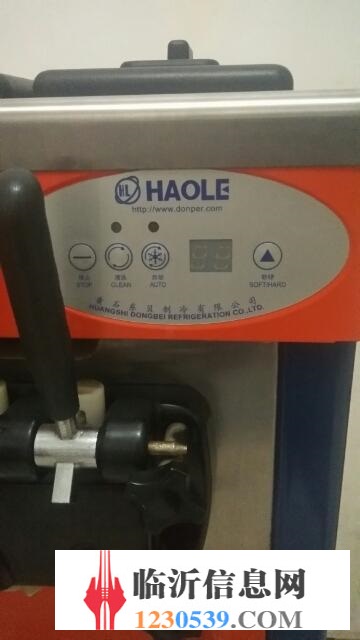 HL HAOLE
http://www.donper.com
停止 清洗 自动 软硬
STOP CLEAN AUTO SOFT/HARD
黄石东贝制冷有限公司
HUANGSHI DONGBEI REFRIGERATION CO.,LTD.
临沂信息网
1230539.com